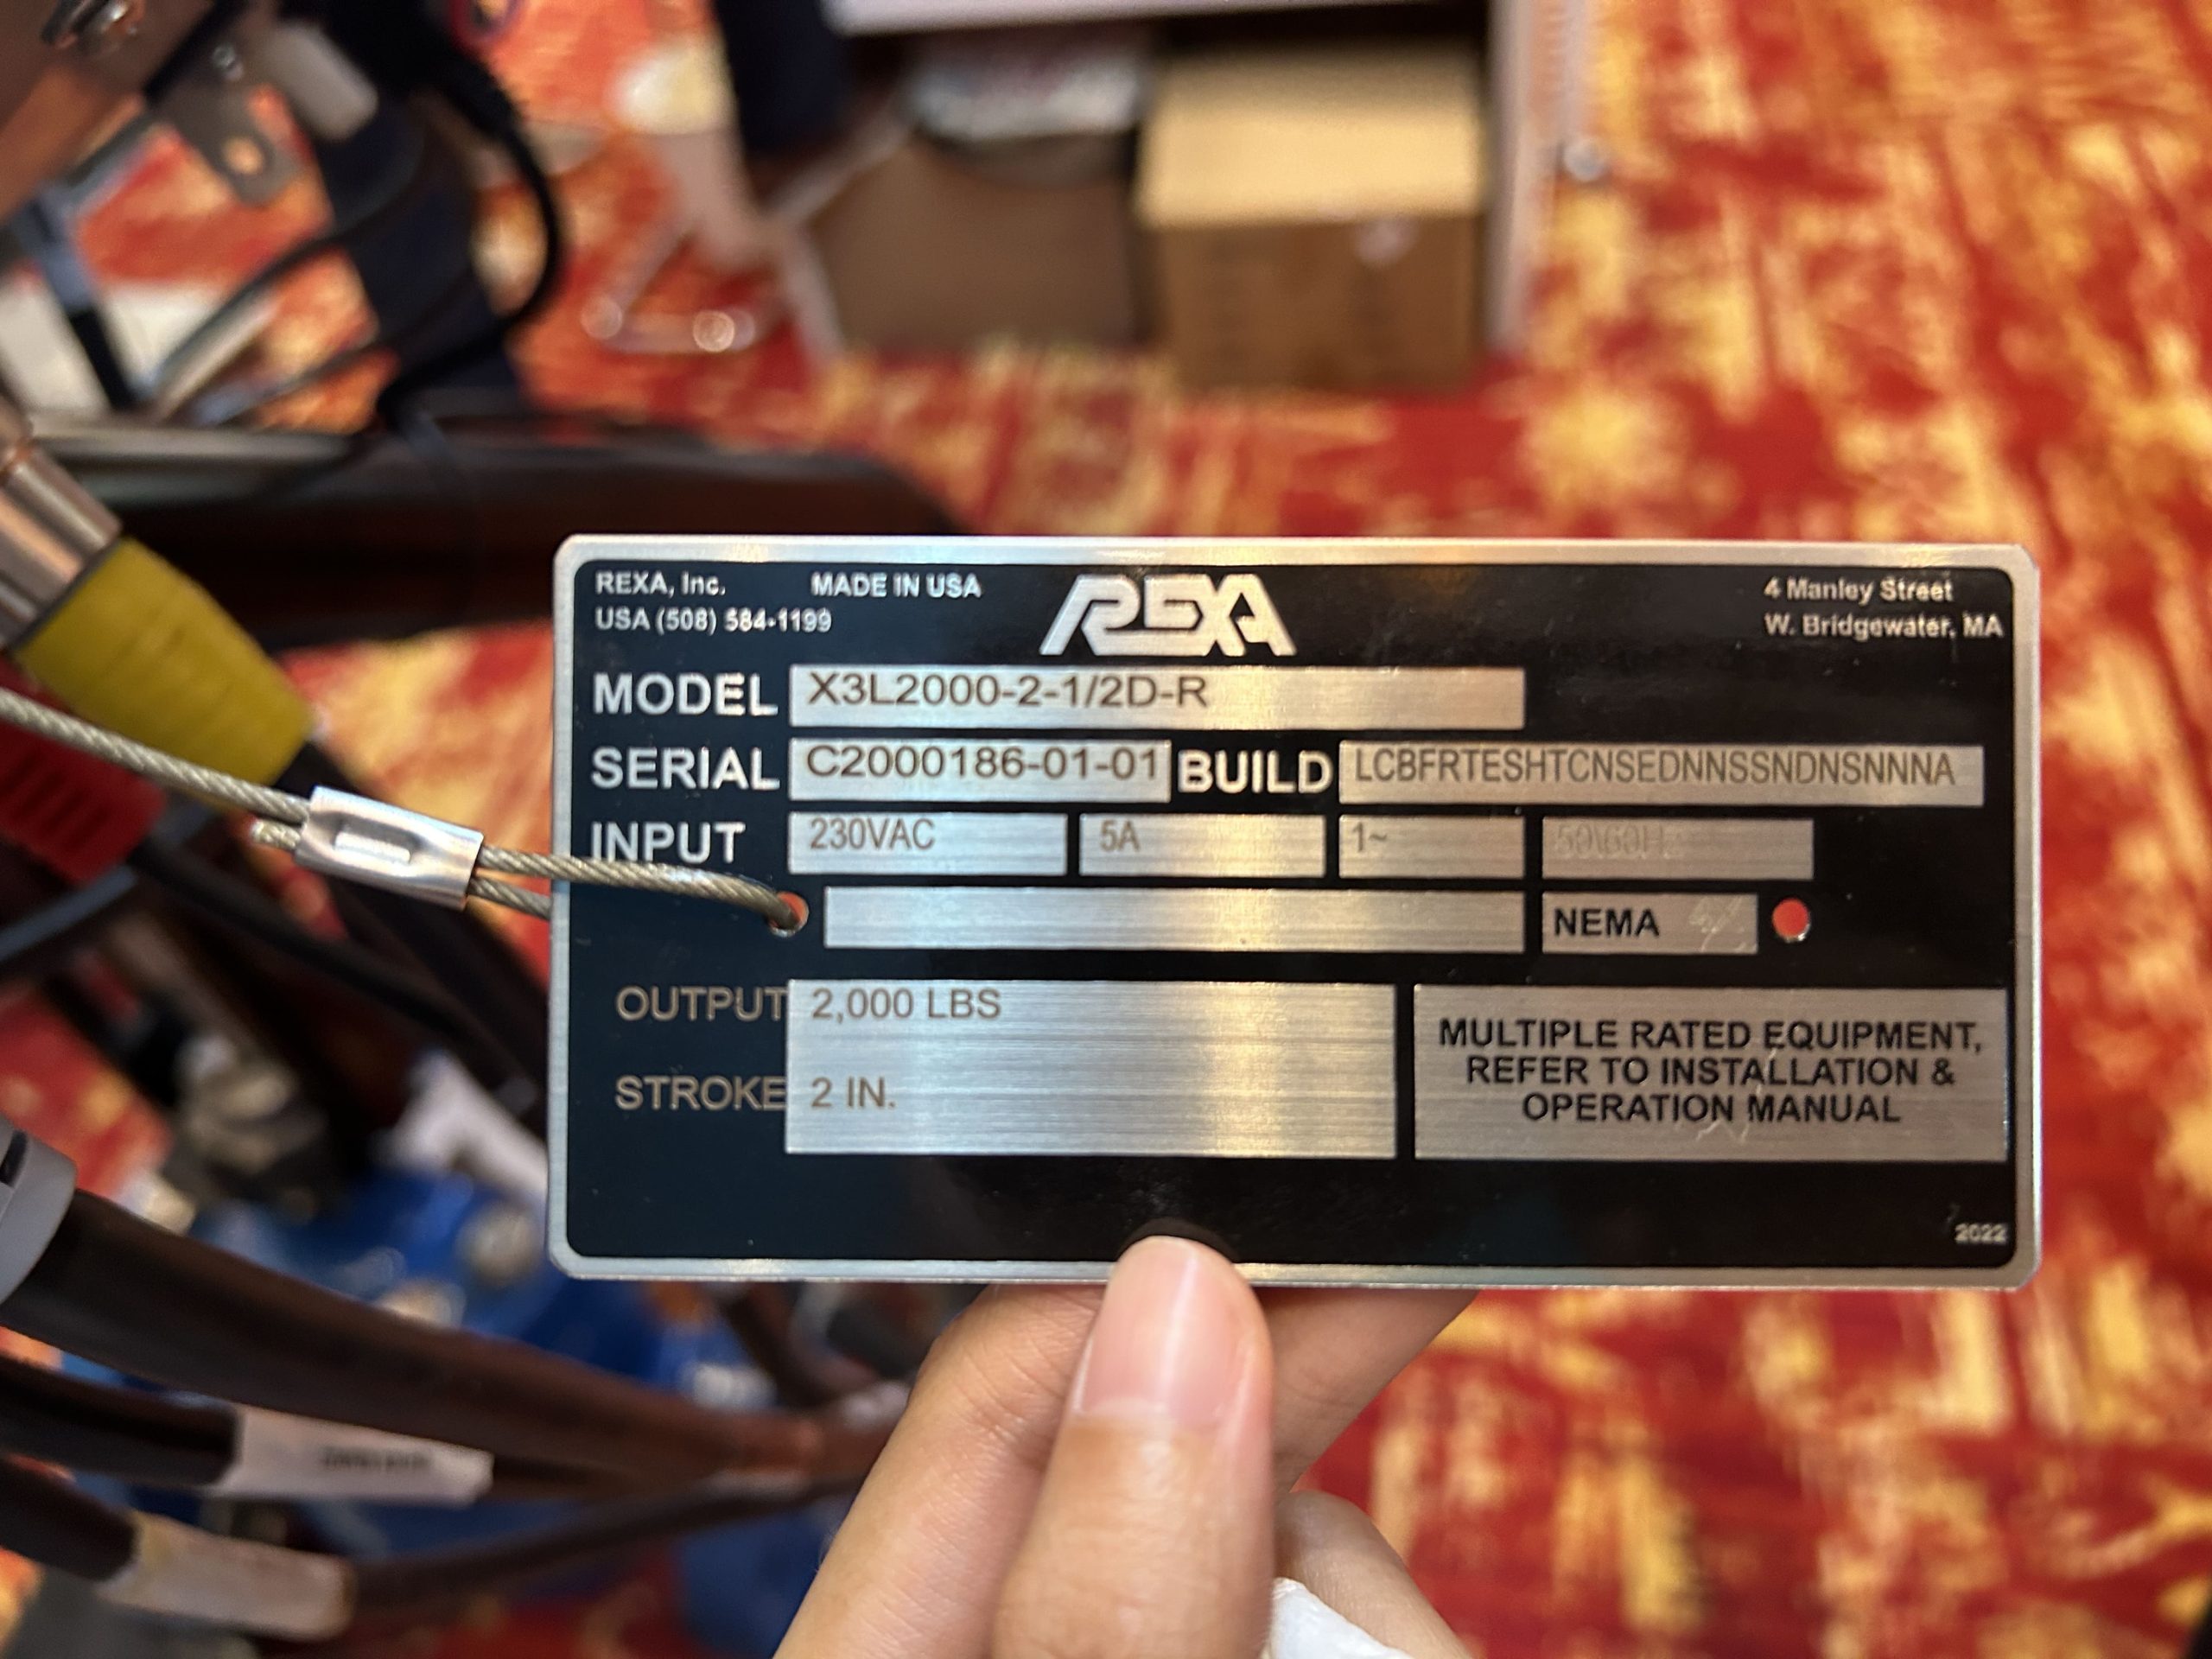 REXA, Inc. MADE IN USA
USA (508) 584-1199
REXA
4 Manley Street
W. Bridgewater, MA
MODEL X3L2000-2-1/2D-R
SERIAL C2000186-01-01 BUILD LCBFRTESHTCNSEDNNSSNDNSNNNA
INPUT 230VAC 5A 1~ 50\60H
NEMA
OUTPUT 2,000 LBS
STROKE 2 IN.
MULTIPLE RATED EQUIPMENT,
REFER TO INSTALLATION &
OPERATION MANUAL
2022